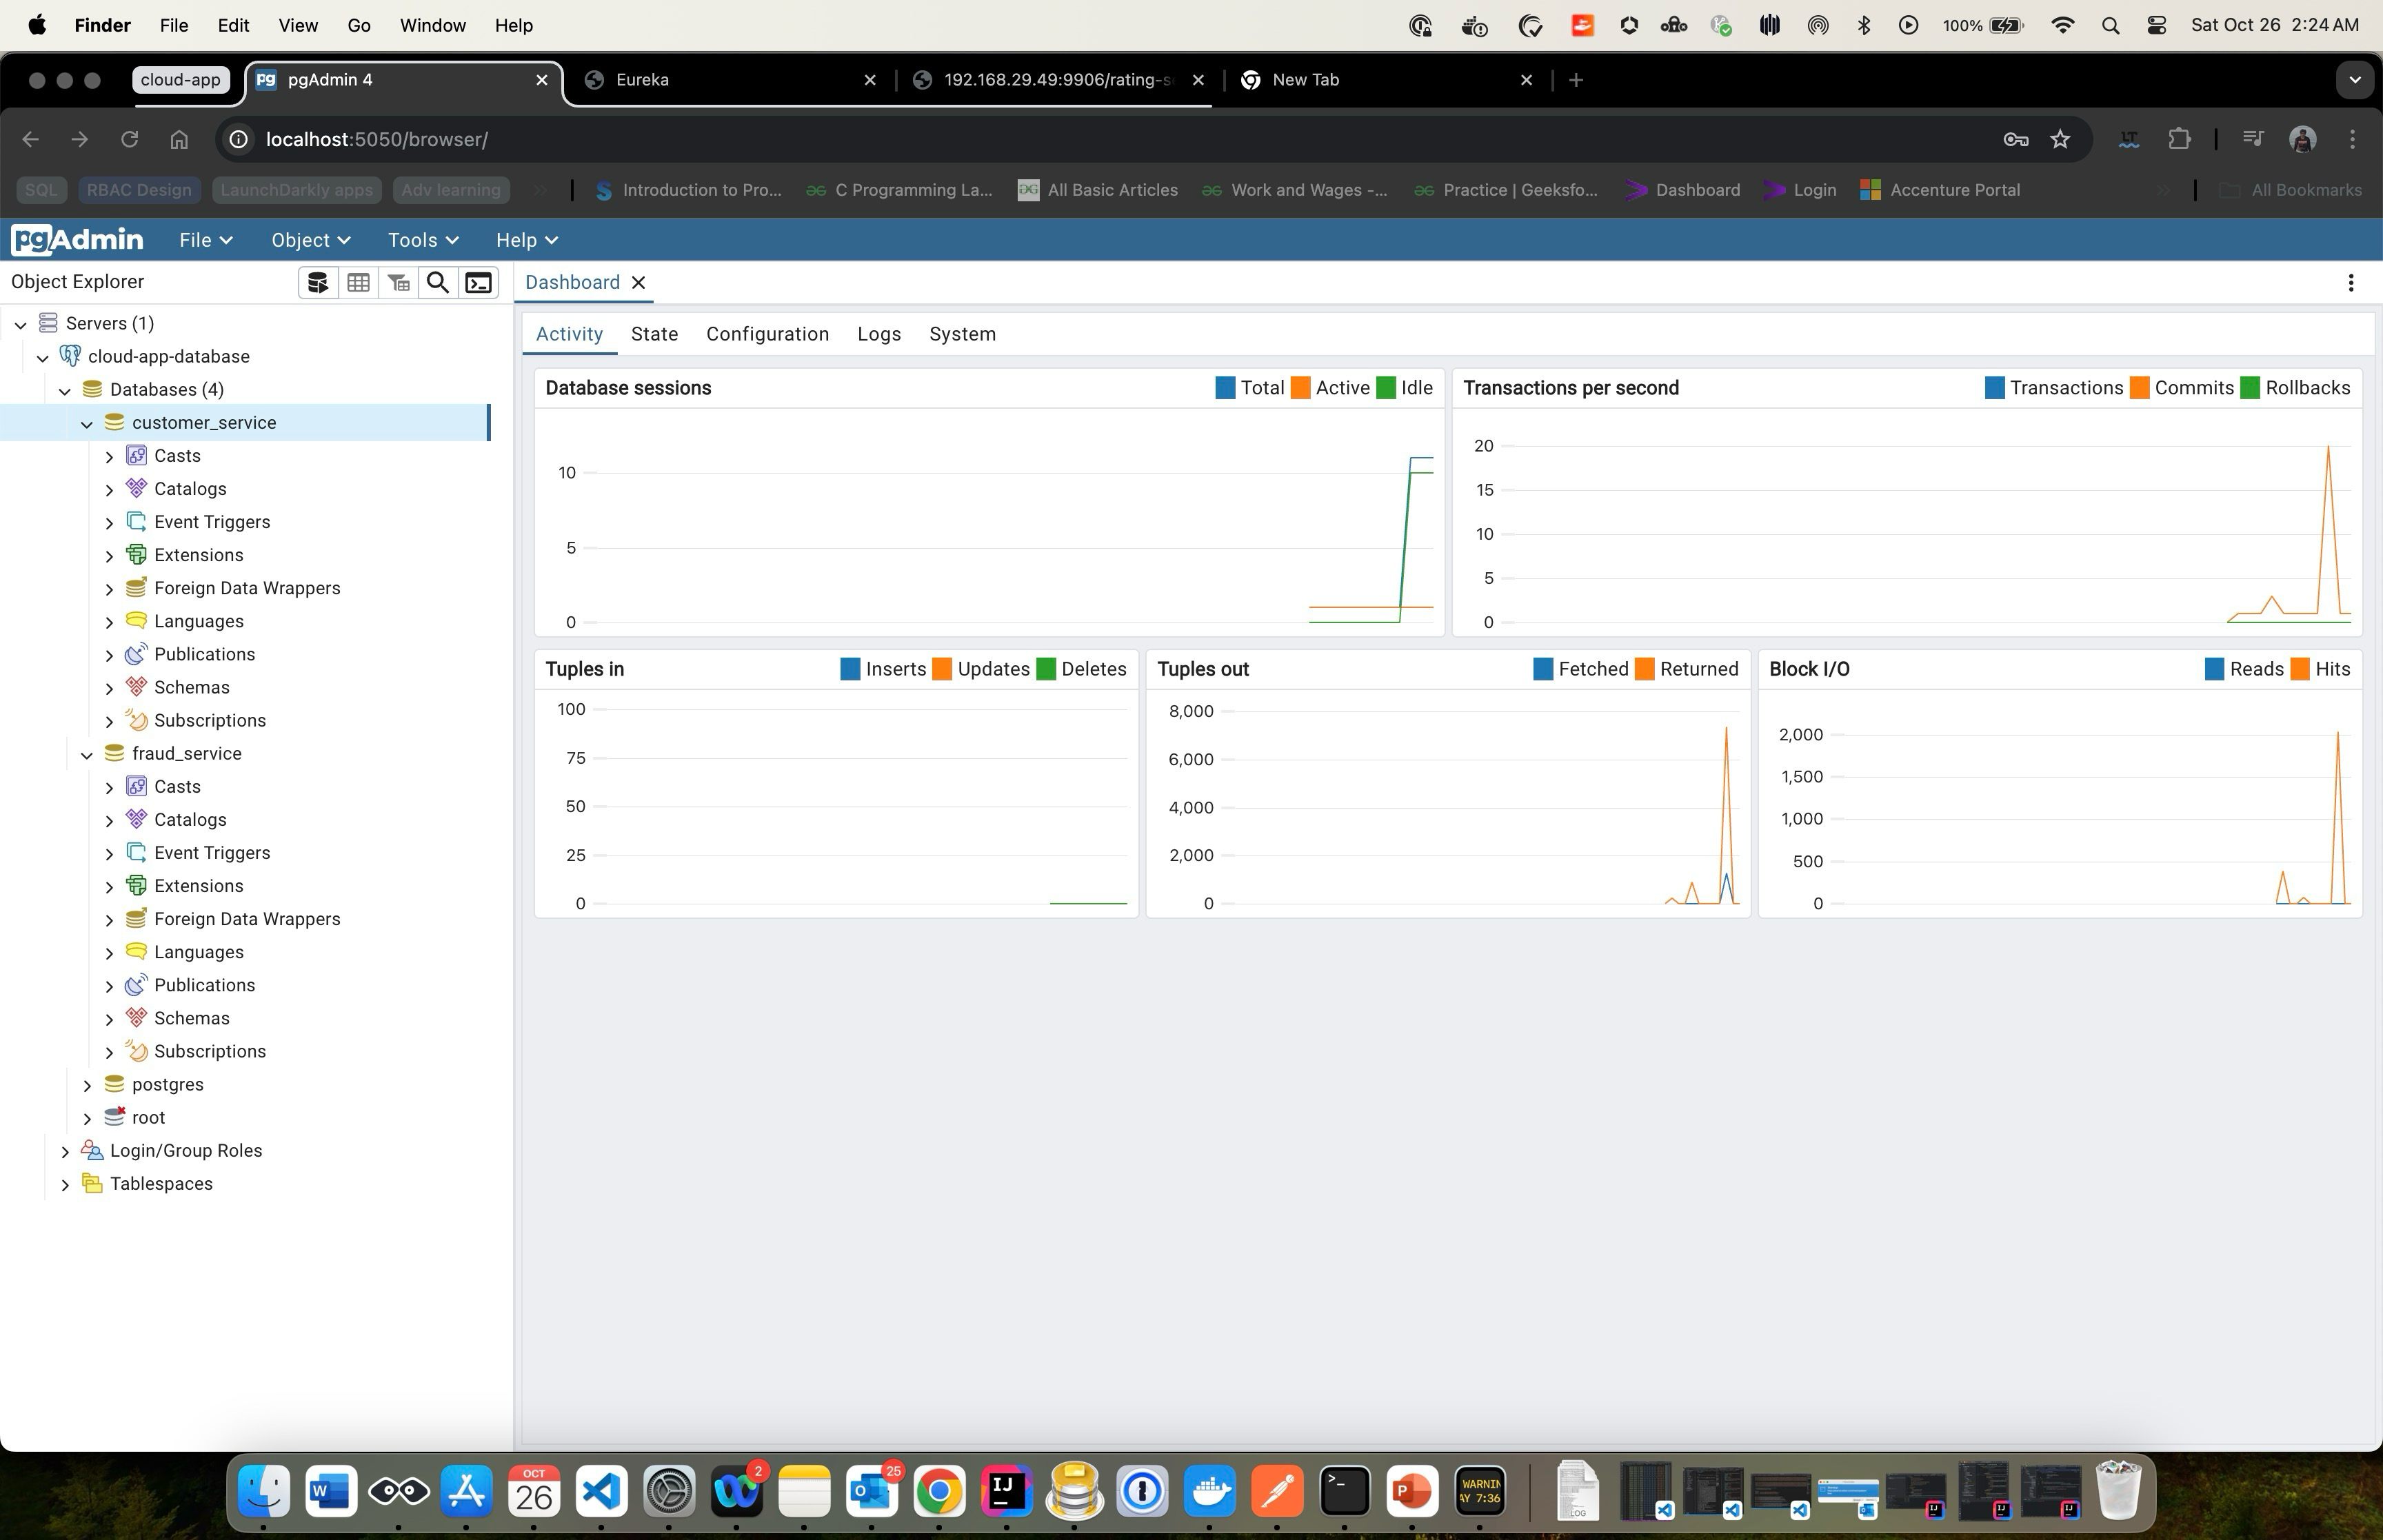 Finder File Edit View Go Window Help 100% Sat Oct 26 2:24 AM
cloud-app pgAdmin 4 Eureka 192.168.29.49:9906/rating-s New Tab
localhost:5050/browser/
SQL RBAC Design LaunchDarkly apps Adv learning Introduction to Pro... C Programming La... All Basic Articles Work and Wages -... Practice | Geeksfo... Dashboard Login Accenture Portal All Bookmarks
pgAdmin File Object Tools Help
Object Explorer
Dashboard
Servers (1)
cloud-app-database
Databases (4)
customer_service
Casts
Catalogs
Event Triggers
Extensions
Foreign Data Wrappers
Languages
Publications
Schemas
Subscriptions
fraud_service
Casts
Catalogs
Event Triggers
Extensions
Foreign Data Wrappers
Languages
Publications
Schemas
Subscriptions
postgres
root
Login/Group Roles
Tablespaces
Activity State Configuration Logs System
Database sessions Total Active Idle
10
5
0
Transactions per second Transactions Commits Rollbacks
20
15
10
5
0
Tuples in Inserts Updates Deletes
100
75
50
25
0
Tuples out Fetched Returned
8,000
6,000
4,000
2,000
0
Block I/O Reads Hits
2,000
1,500
1,000
500
0
OCT
26
2
25
IJ
WARNIN
AY 7:36
LOG